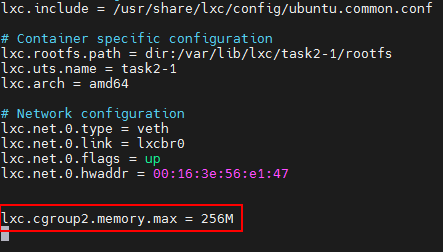 lxc.include = /usr/share/lxc/config/ubuntu.common.conf
# Container specific configuration
lxc.rootfs.path = dir:/var/lib/lxc/task2-1/rootfs
lxc.uts.name = task2-1
lxc.arch = amd64
# Network configuration
lxc.net.0.type = veth
lxc.net.0.link = lxcbr0
lxc.net.0.flags = up
lxc.net.0.hwaddr = 00:16:3e:56:e1:47
lxc.cgroup2.memory.max = 256M